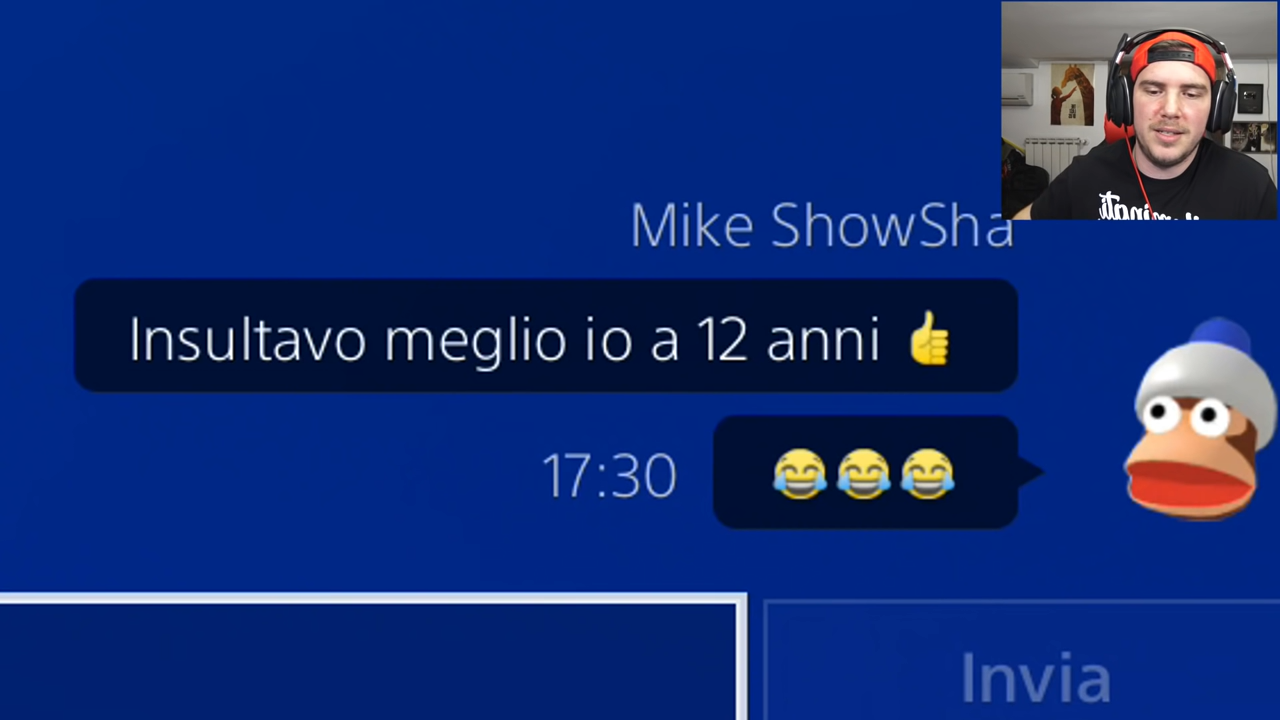 Mike ShowSha
Insultavo meglio io a 12 anni 👍
17:30 😂😂😂
Invia